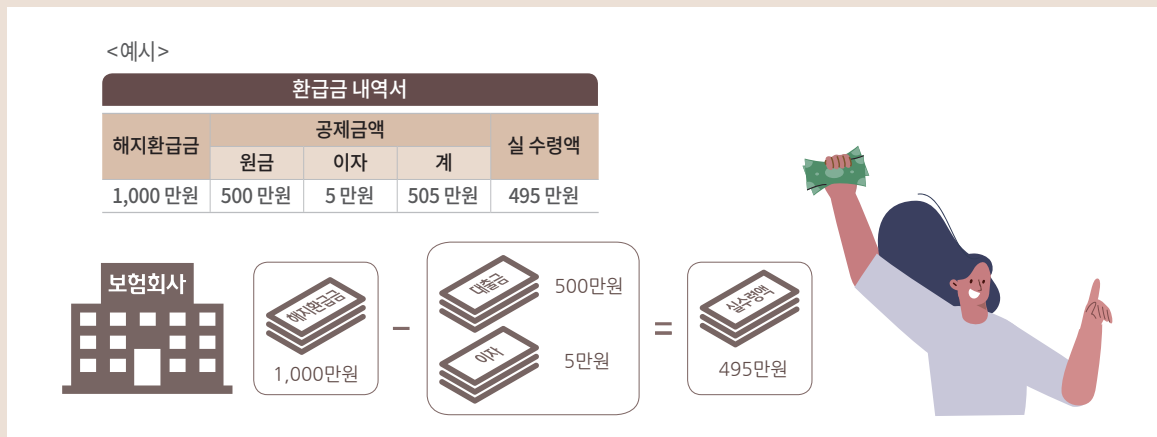 <예시>
환급금 내역서
해지환급금 공제금액 실 수령액
원금 이자 계
1,000 만원 500 만원 5 만원 505 만원 495 만원
보험회사
해지환급금
1,000만원
–
대출금
500만원
이자
5만원
=
실수령액
495만원